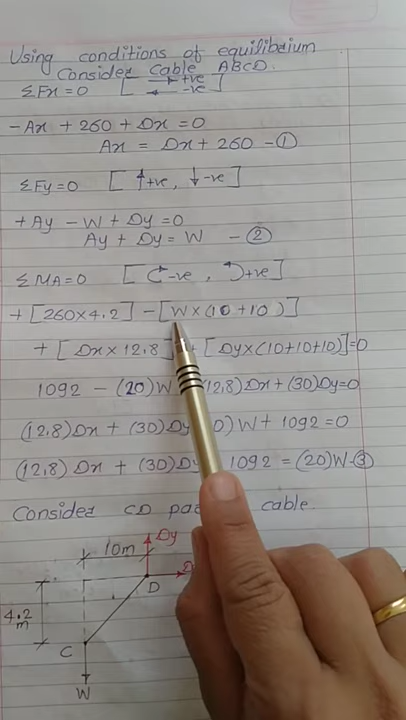 Using conditions of equilibrium
Consider cable ABCD.
ΣFx=0 [ → +ve ← -ve ]
-Ax + 260 + Dx = 0
Ax = Dx + 260 - ①
ΣFy=0 [ ↑+ve, ↓-ve ]
+Ay - W + Dy = 0
Ay + Dy = W - ②
ΣMA=0 [ ↻-ve , ↺+ve ]
+ [260×4.2] - [W×(10+10)]
+ [Dx×12.8] + [Dy×(10+10+10)]=0
1092 - (20)W (12.8)Dx + (30)Dy=0
(12.8)Dx + (30)Dy 0)W + 1092 = 0
(12.8) Dx + (30)Dy 1092 = (20)W-③
Consider CD cable.
10m
Dy
D
4.2
m
C
W